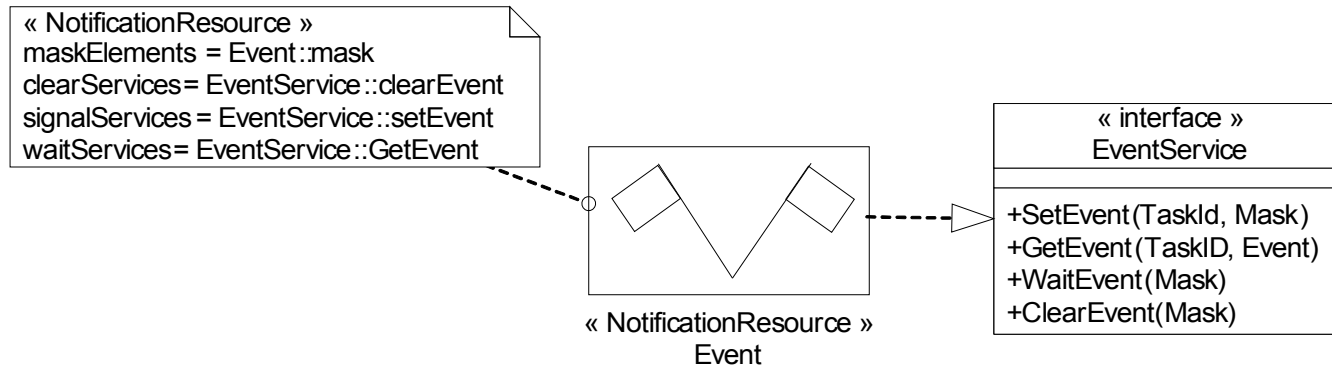 « NotificationResource »
maskElements = Event::mask
clearServices= EventService::clearEvent
signalServices = EventService::setEvent
waitServices= EventService::GetEvent
« NotificationResource »
Event
« interface »
EventService
+SetEvent(TaskId, Mask)
+GetEvent(TaskID, Event)
+WaitEvent(Mask)
+ClearEvent(Mask)